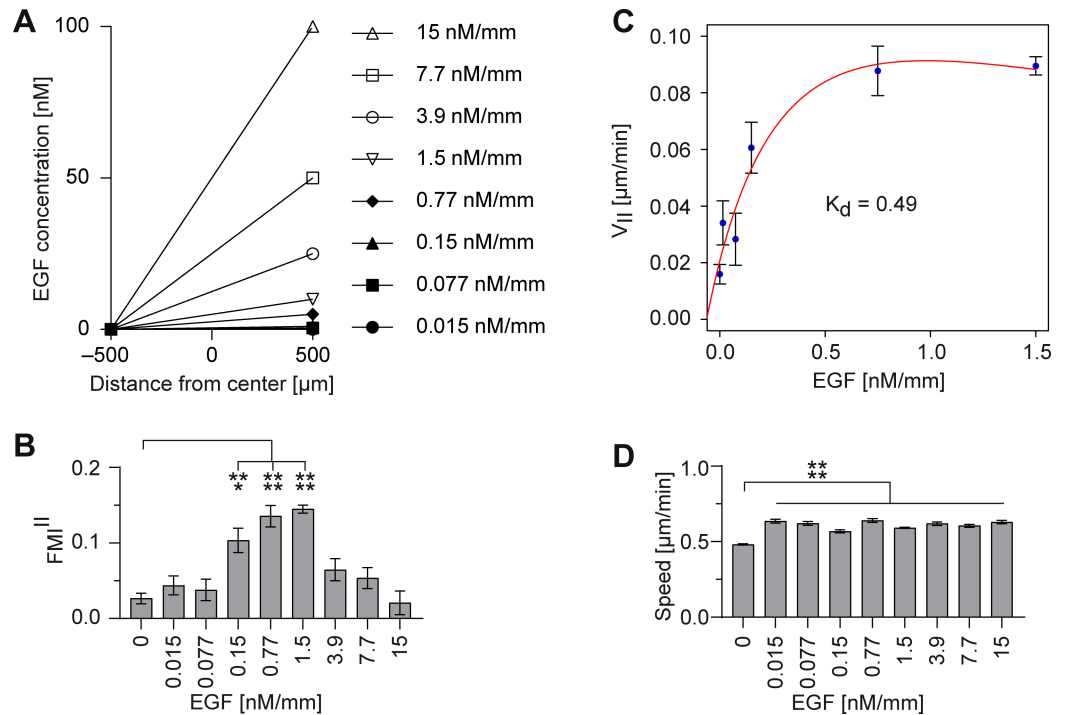 A
100
50
0
EGF concentration [nM]
–500
0
500
Distance from center [µm]
15 nM/mm
7.7 nM/mm
3.9 nM/mm
1.5 nM/mm
0.77 nM/mm
0.15 nM/mm
0.077 nM/mm
0.015 nM/mm
B
0.2
0.1
0.0
FMI II
** ** **
* ** **
0
0.015
0.077
0.15
0.77
1.5
3.9
7.7
15
EGF [nM/mm]
C
0.10
0.08
0.06
0.04
0.02
0.00
VII [µm/min]
Kd = 0.49
0.0
0.5
1.0
1.5
EGF [nM/mm]
D
1.0
0.5
0.0
Speed [µm/min]
**
**
0
0.015
0.077
0.15
0.77
1.5
3.9
7.7
15
EGF [nM/mm]